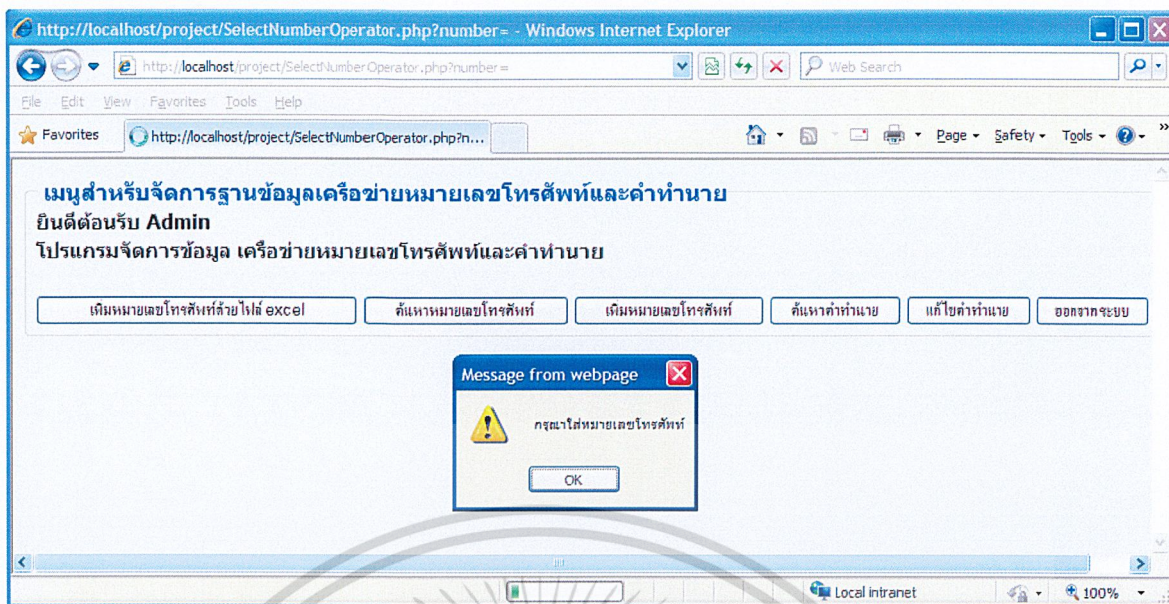 http://localhost/project/SelectNumberOperator.php?number= - Windows Internet Explorer
http://localhost/project/SelectNumberOperator.php?number= Web Search
File Edit View Favorites Tools Help
Favorites http://localhost/project/SelectNumberOperator.php?n... Page Safety Tools »
เมนูสำหรับจัดการฐานข้อมูลเครือข่ายหมายเลขโทรศัพท์และคำทำนาย
ยินดีต้อนรับ Admin
โปรแกรมจัดการข้อมูล เครือข่ายหมายเลขโทรศัพท์และคำทำนาย
เพิ่มหมายเลขโทรศัพท์ด้วยไฟล์ excel ค้นหาหมายเลขโทรศัพท์ เพิ่มหมายเลขโทรศัพท์ ค้นหาคำทำนาย แก้ไขคำทำนาย ออกจากระบบ
Message from webpage
กรุณาใส่หมายเลขโทรศัพท์
OK
Local intranet 100%